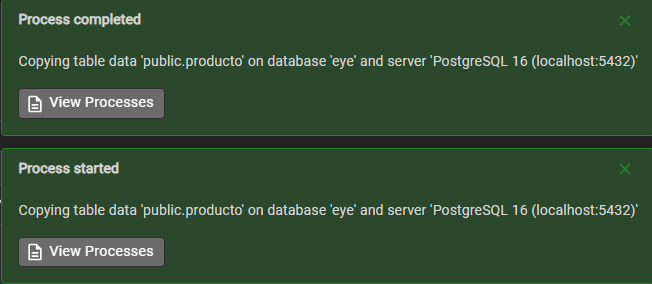 Process completed
Copying table data 'public.producto' on database 'eye' and server 'PostgreSQL 16 (localhost:5432)'
View Processes
Process started
Copying table data 'public.producto' on database 'eye' and server 'PostgreSQL 16 (localhost:5432)'
View Processes